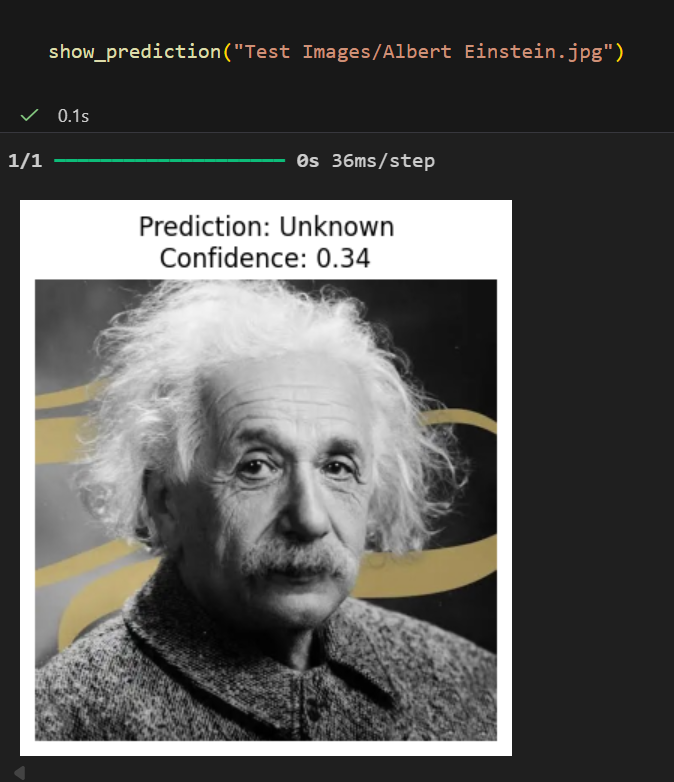 show_prediction("Test Images/Albert Einstein.jpg")
0.1s
1/1 0s 36ms/step
Prediction: Unknown
Confidence: 0.34